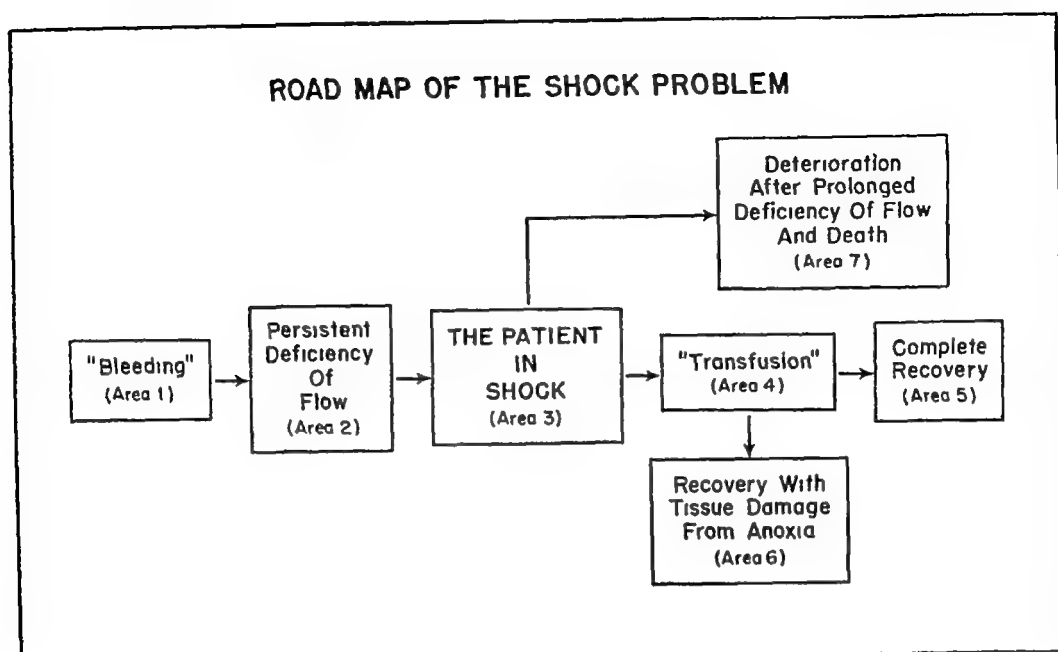 ROAD MAP OF THE SHOCK PROBLEM
Deterioration
After Prolonged
Deficiency Of Flow
And Death
(Area 7)
"Bleeding"
(Area 1)
Persistent
Deficiency
Of
Flow
(Area 2)
THE PATIENT
IN
SHOCK
(Area 3)
"Transfusion"
(Area 4)
Complete
Recovery
(Area 5)
Recovery With
Tissue Damage
From Anoxia
(Area 6)